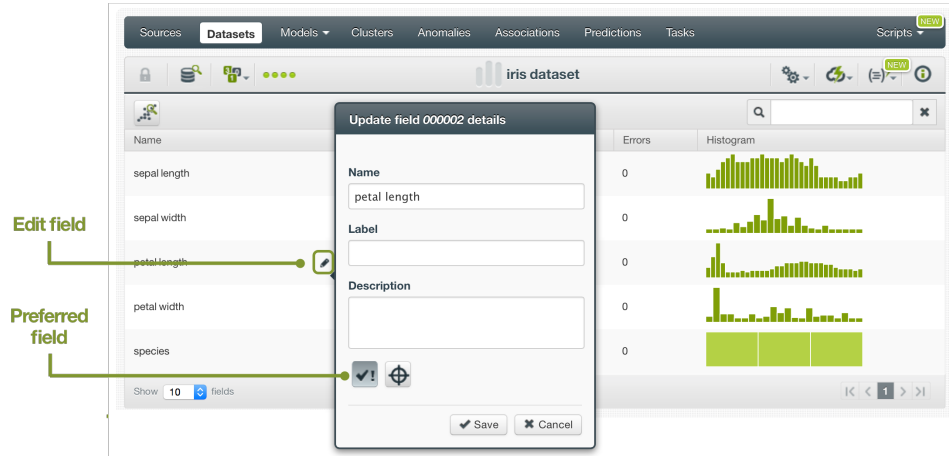 Sources Datasets Models Clusters Anomalies Associations Predictions Tasks Scripts NEW
iris dataset NEW
Update field 000002 details
Name Errors Histogram
sepal length 0
Name
petal length
sepal width 0
Label
Edit field
petal length 0
Description
petal width 0
Preferred
field
species 0
Show 10 fields 1
Save Cancel